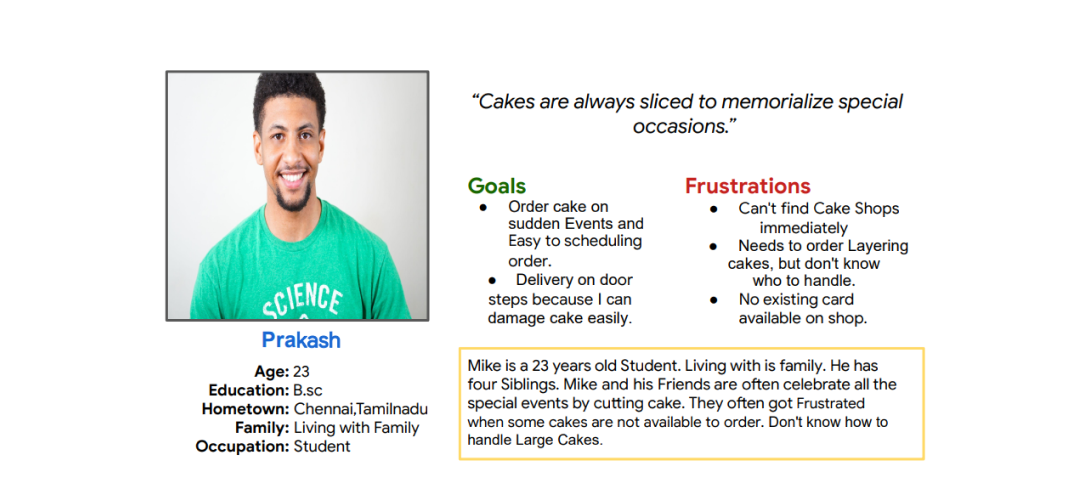 “Cakes are always sliced to memorialize special
occasions.”
Goals
● Order cake on
sudden Events and
Easy to scheduling
order.
● Delivery on door
steps because I can
damage cake easily.
Frustrations
● Can't find Cake Shops
immediately
● Needs to order Layering
cakes, but don't know
who to handle.
● No existing card
available on shop.
SCIENCE
Prakash
Age: 23
Education: B.sc
Hometown: Chennai,Tamilnadu
Family: Living with Family
Occupation: Student
Mike is a 23 years old Student. Living with is family. He has
four Siblings. Mike and his Friends are often celebrate all the
special events by cutting cake. They often got Frustrated
when some cakes are not available to order. Don't know how to
handle Large Cakes.